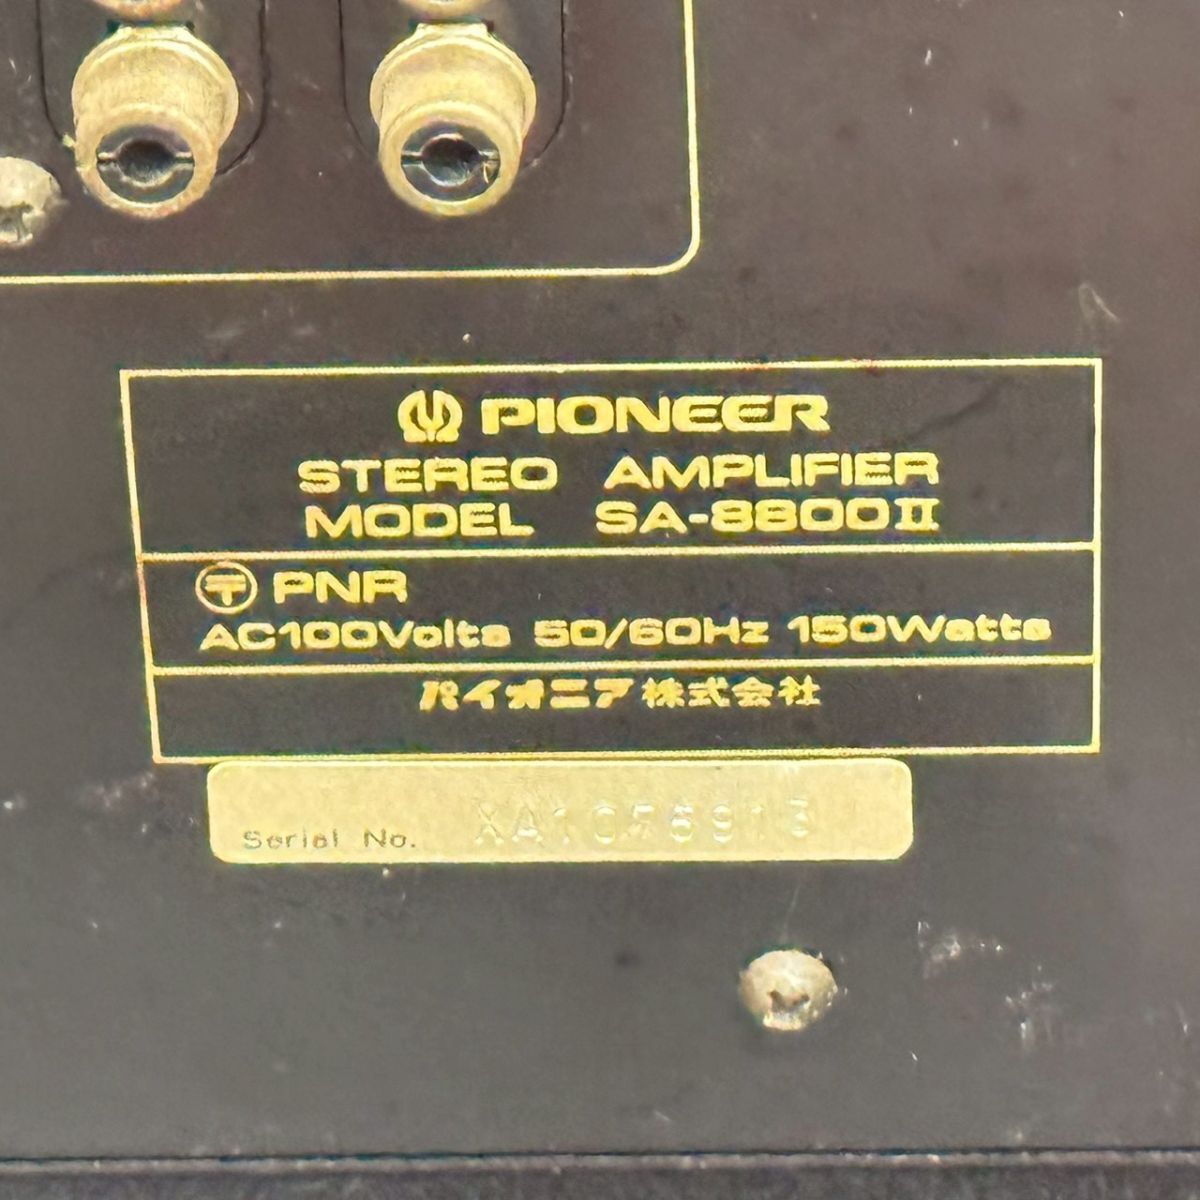 PIONEER
STEREO AMPLIFIER
MODEL SA-8800II
〒 PNR
AC100Volts 50/60Hz 150Watts
パイオニア株式会社
Serial No.